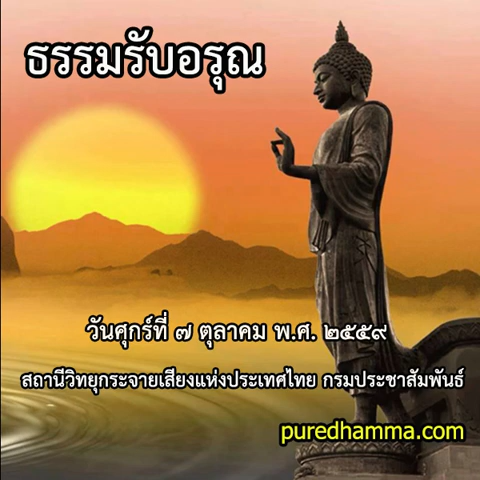 ธรรมรับอรุณ
วันศุกร์ที่ ๗ ตุลาคม พ.ศ. ๒๕๕๙
สถานีวิทยุกระจายเสียงแห่งประเทศไทย กรมประชาสัมพันธ์
puredhamma.com